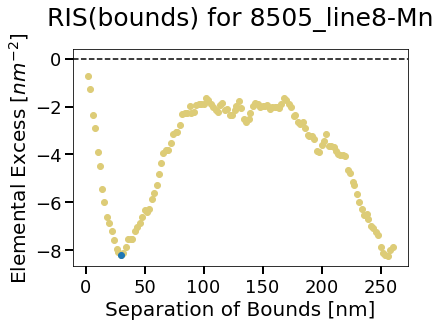 RIS(bounds) for 8505_line8-Mn
Elemental Excess [$nm^{-2}$]
0
−2
−4
−6
−8
0 50 100 150 200 250
Separation of Bounds [nm]